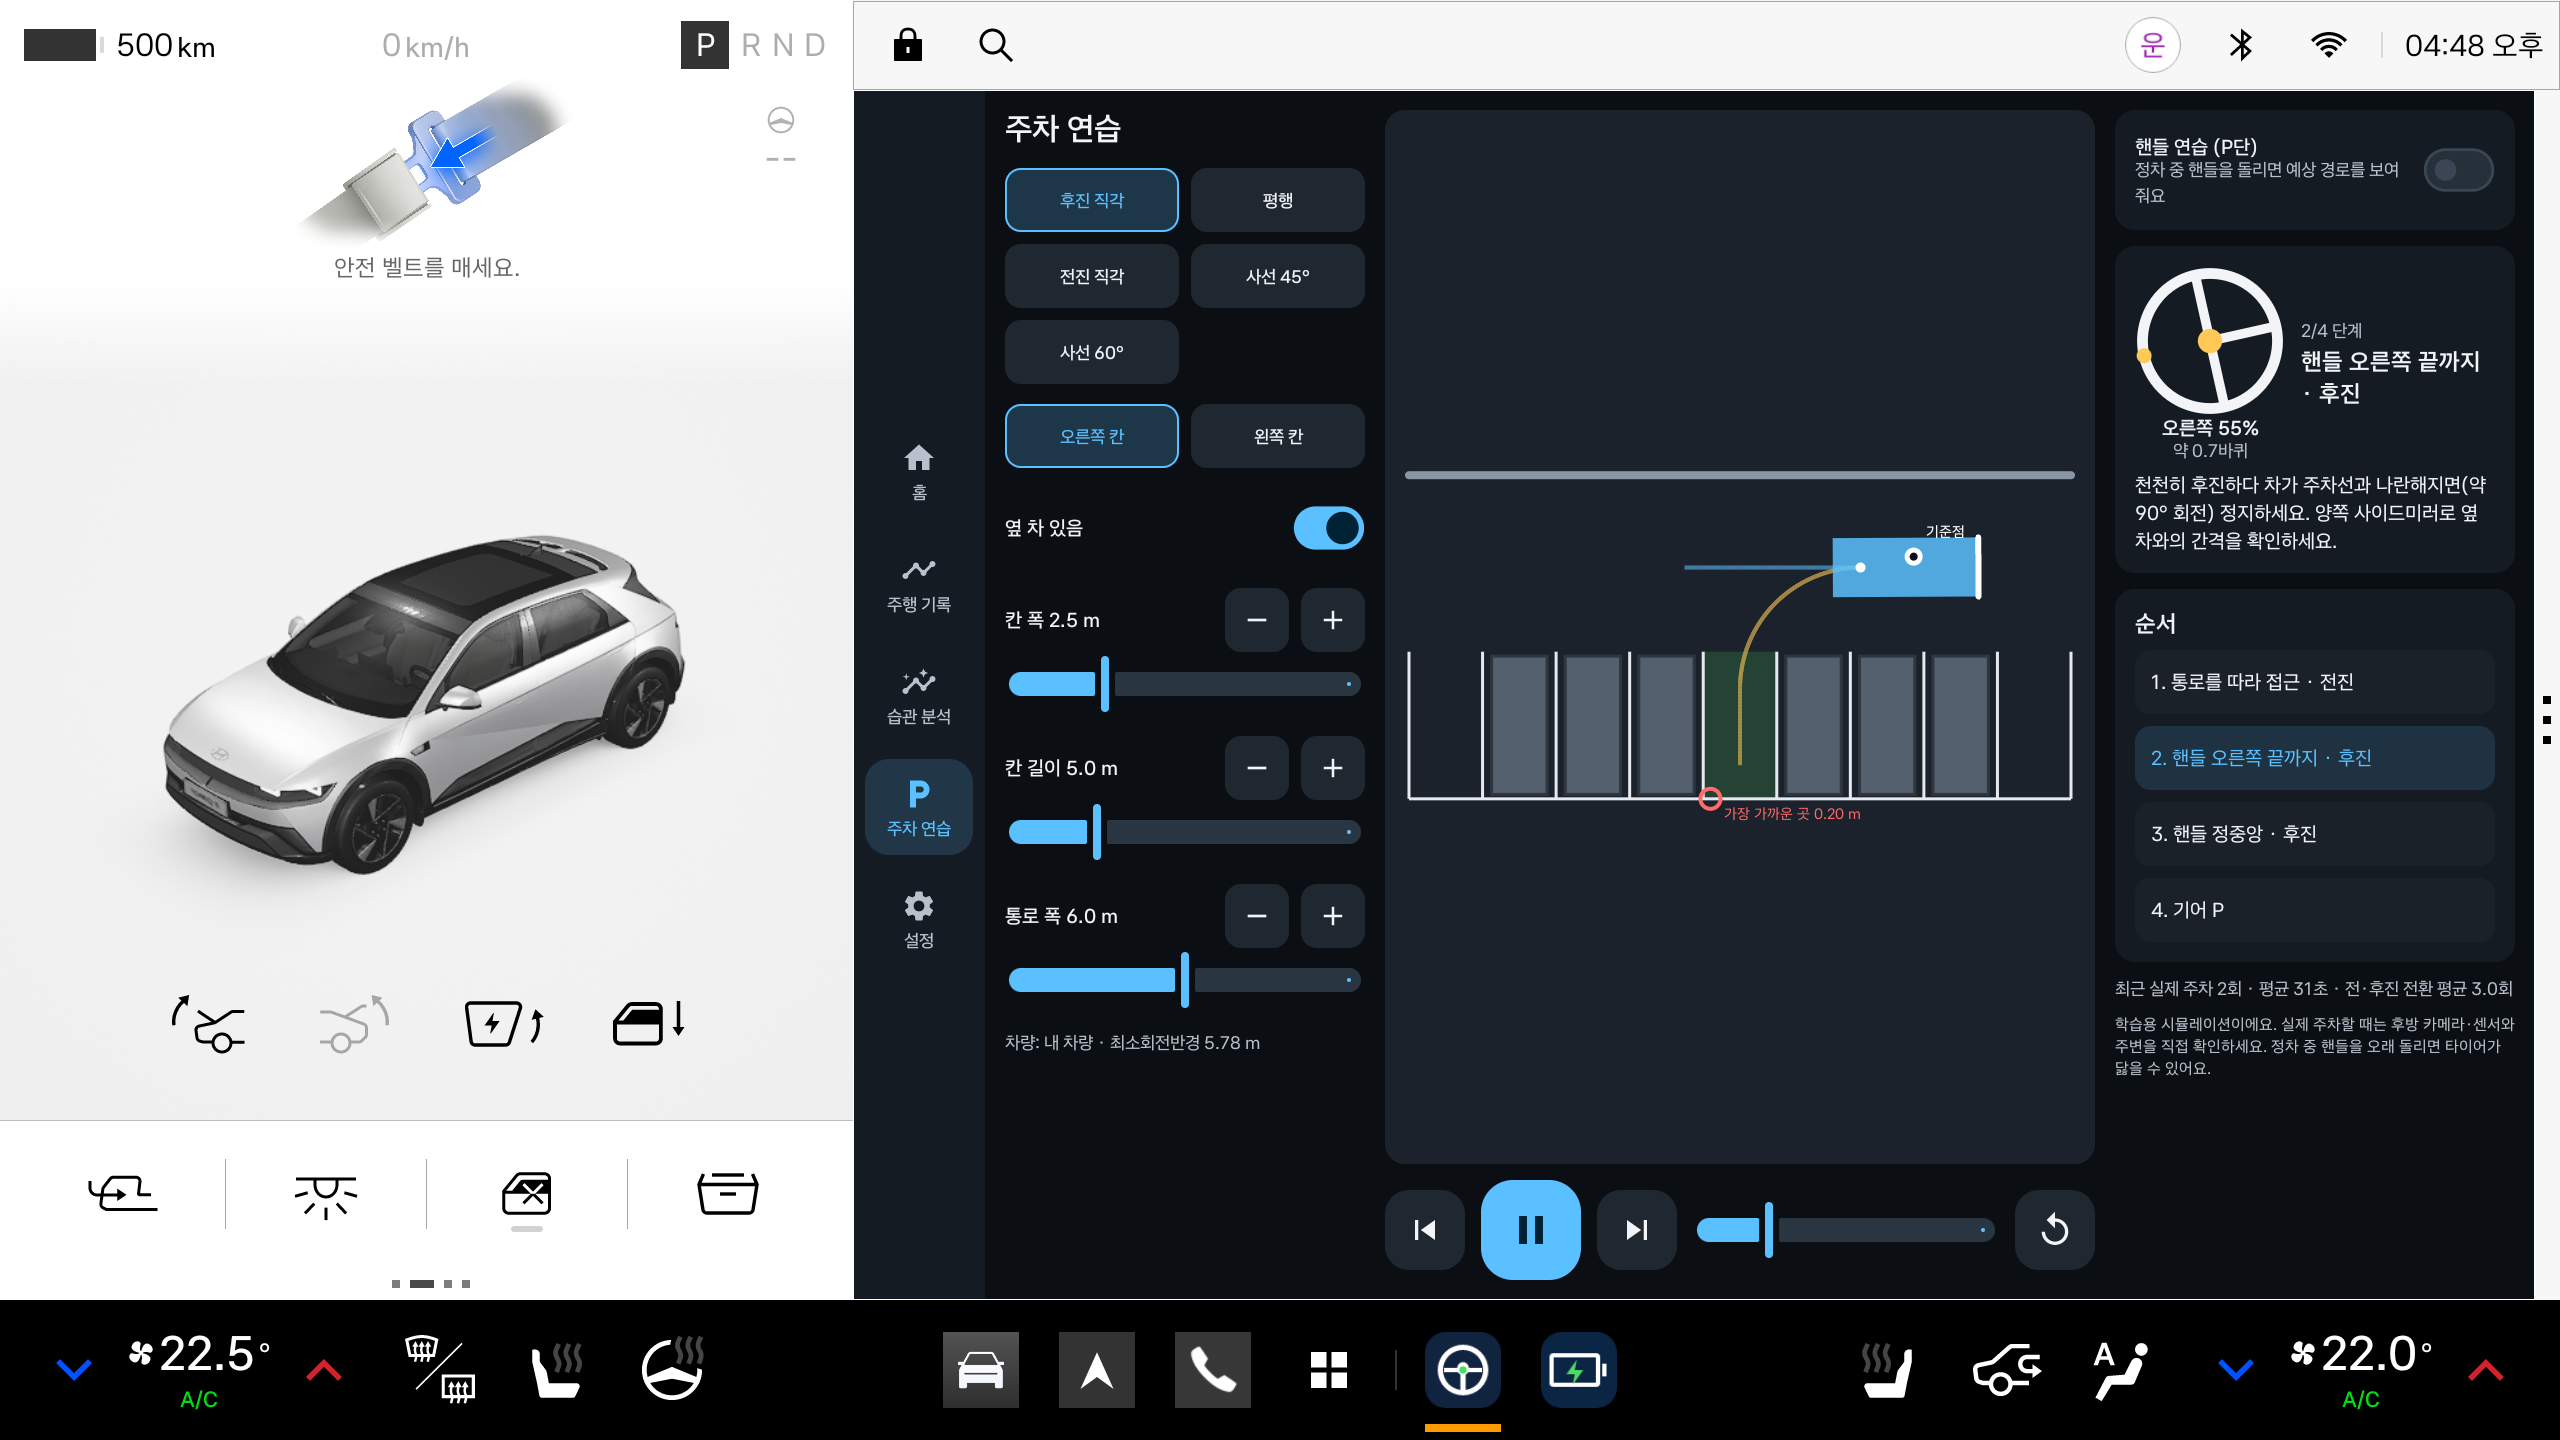 500 km
0 km/h
P R N D
안전 벨트를 매세요.
운
04:48 오후
홈
주행 기록
습관 분석
P
주차 연습
설정
주차 연습
후진 직각
평행
전진 직각
사선 45°
사선 60°
오른쪽 칸
왼쪽 칸
옆 차 있음
칸 폭 2.5 m
칸 길이 5.0 m
통로 폭 6.0 m
차량: 내 차량 · 최소회전반경 5.78 m
기준점
가장 가까운 곳 0.20 m
핸들 연습 (P단)
정차 중 핸들을 돌리면 예상 경로를 보여
줘요
2/4 단계
핸들 오른쪽 끝까지
· 후진
오른쪽 55%
약 0.7바퀴
천천히 후진하다 차가 주차선과 나란해지면(약
90° 회전) 정지하세요. 양쪽 사이드미러로 옆
차와의 간격을 확인하세요.
순서
1. 통로를 따라 접근 · 전진
2. 핸들 오른쪽 끝까지 · 후진
3. 핸들 정중앙 · 후진
4. 기어 P
최근 실제 주차 2회 · 평균 31초 · 전·후진 전환 평균 3.0회
학습용 시뮬레이션이에요. 실제 주차할 때는 후방 카메라·센서와
주변을 직접 확인하세요. 정차 중 핸들을 오래 돌리면 타이어가
닳을 수 있어요.
22.5°
A/C
A
22.0°
A/C